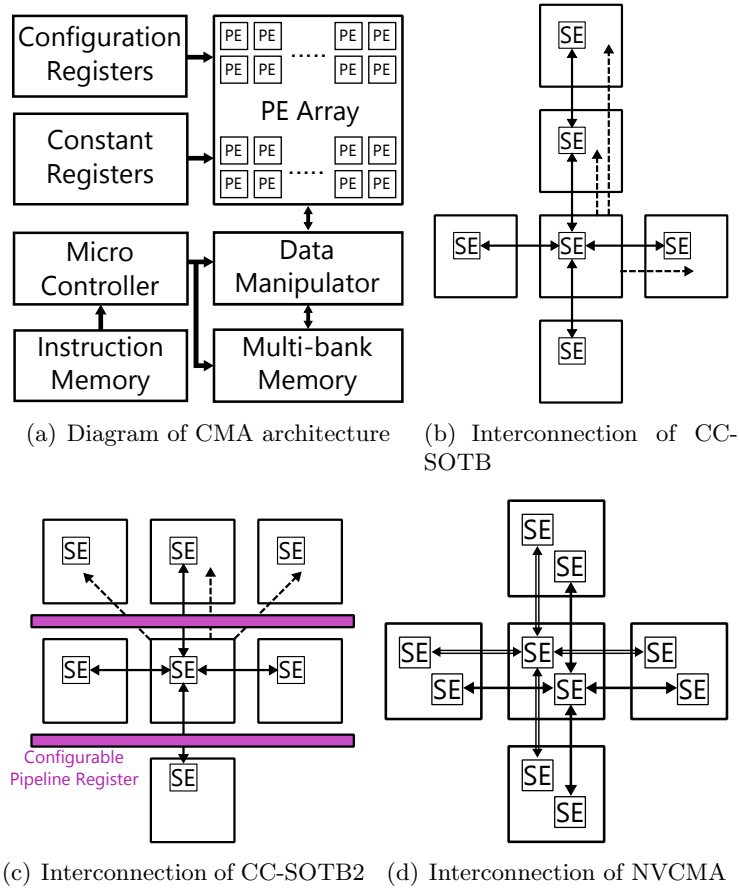 Configuration
Registers
PE PE ..... PE PE
PE PE PE PE
PE Array
Constant
Registers
PE PE ..... PE PE
PE PE PE PE
Micro
Controller
Data
Manipulator
Instruction
Memory
Multi-bank
Memory
(a) Diagram of CMA architecture
SE
SE
SE SE SE
SE
(b) Interconnection of CC-
SOTB
SE SE SE
SE SE SE
Configurable
Pipeline Register
SE
(c) Interconnection of CC-SOTB2
SE
SE
SE SE SE
SE SE SE
SE
SE
(d) Interconnection of NVCMA